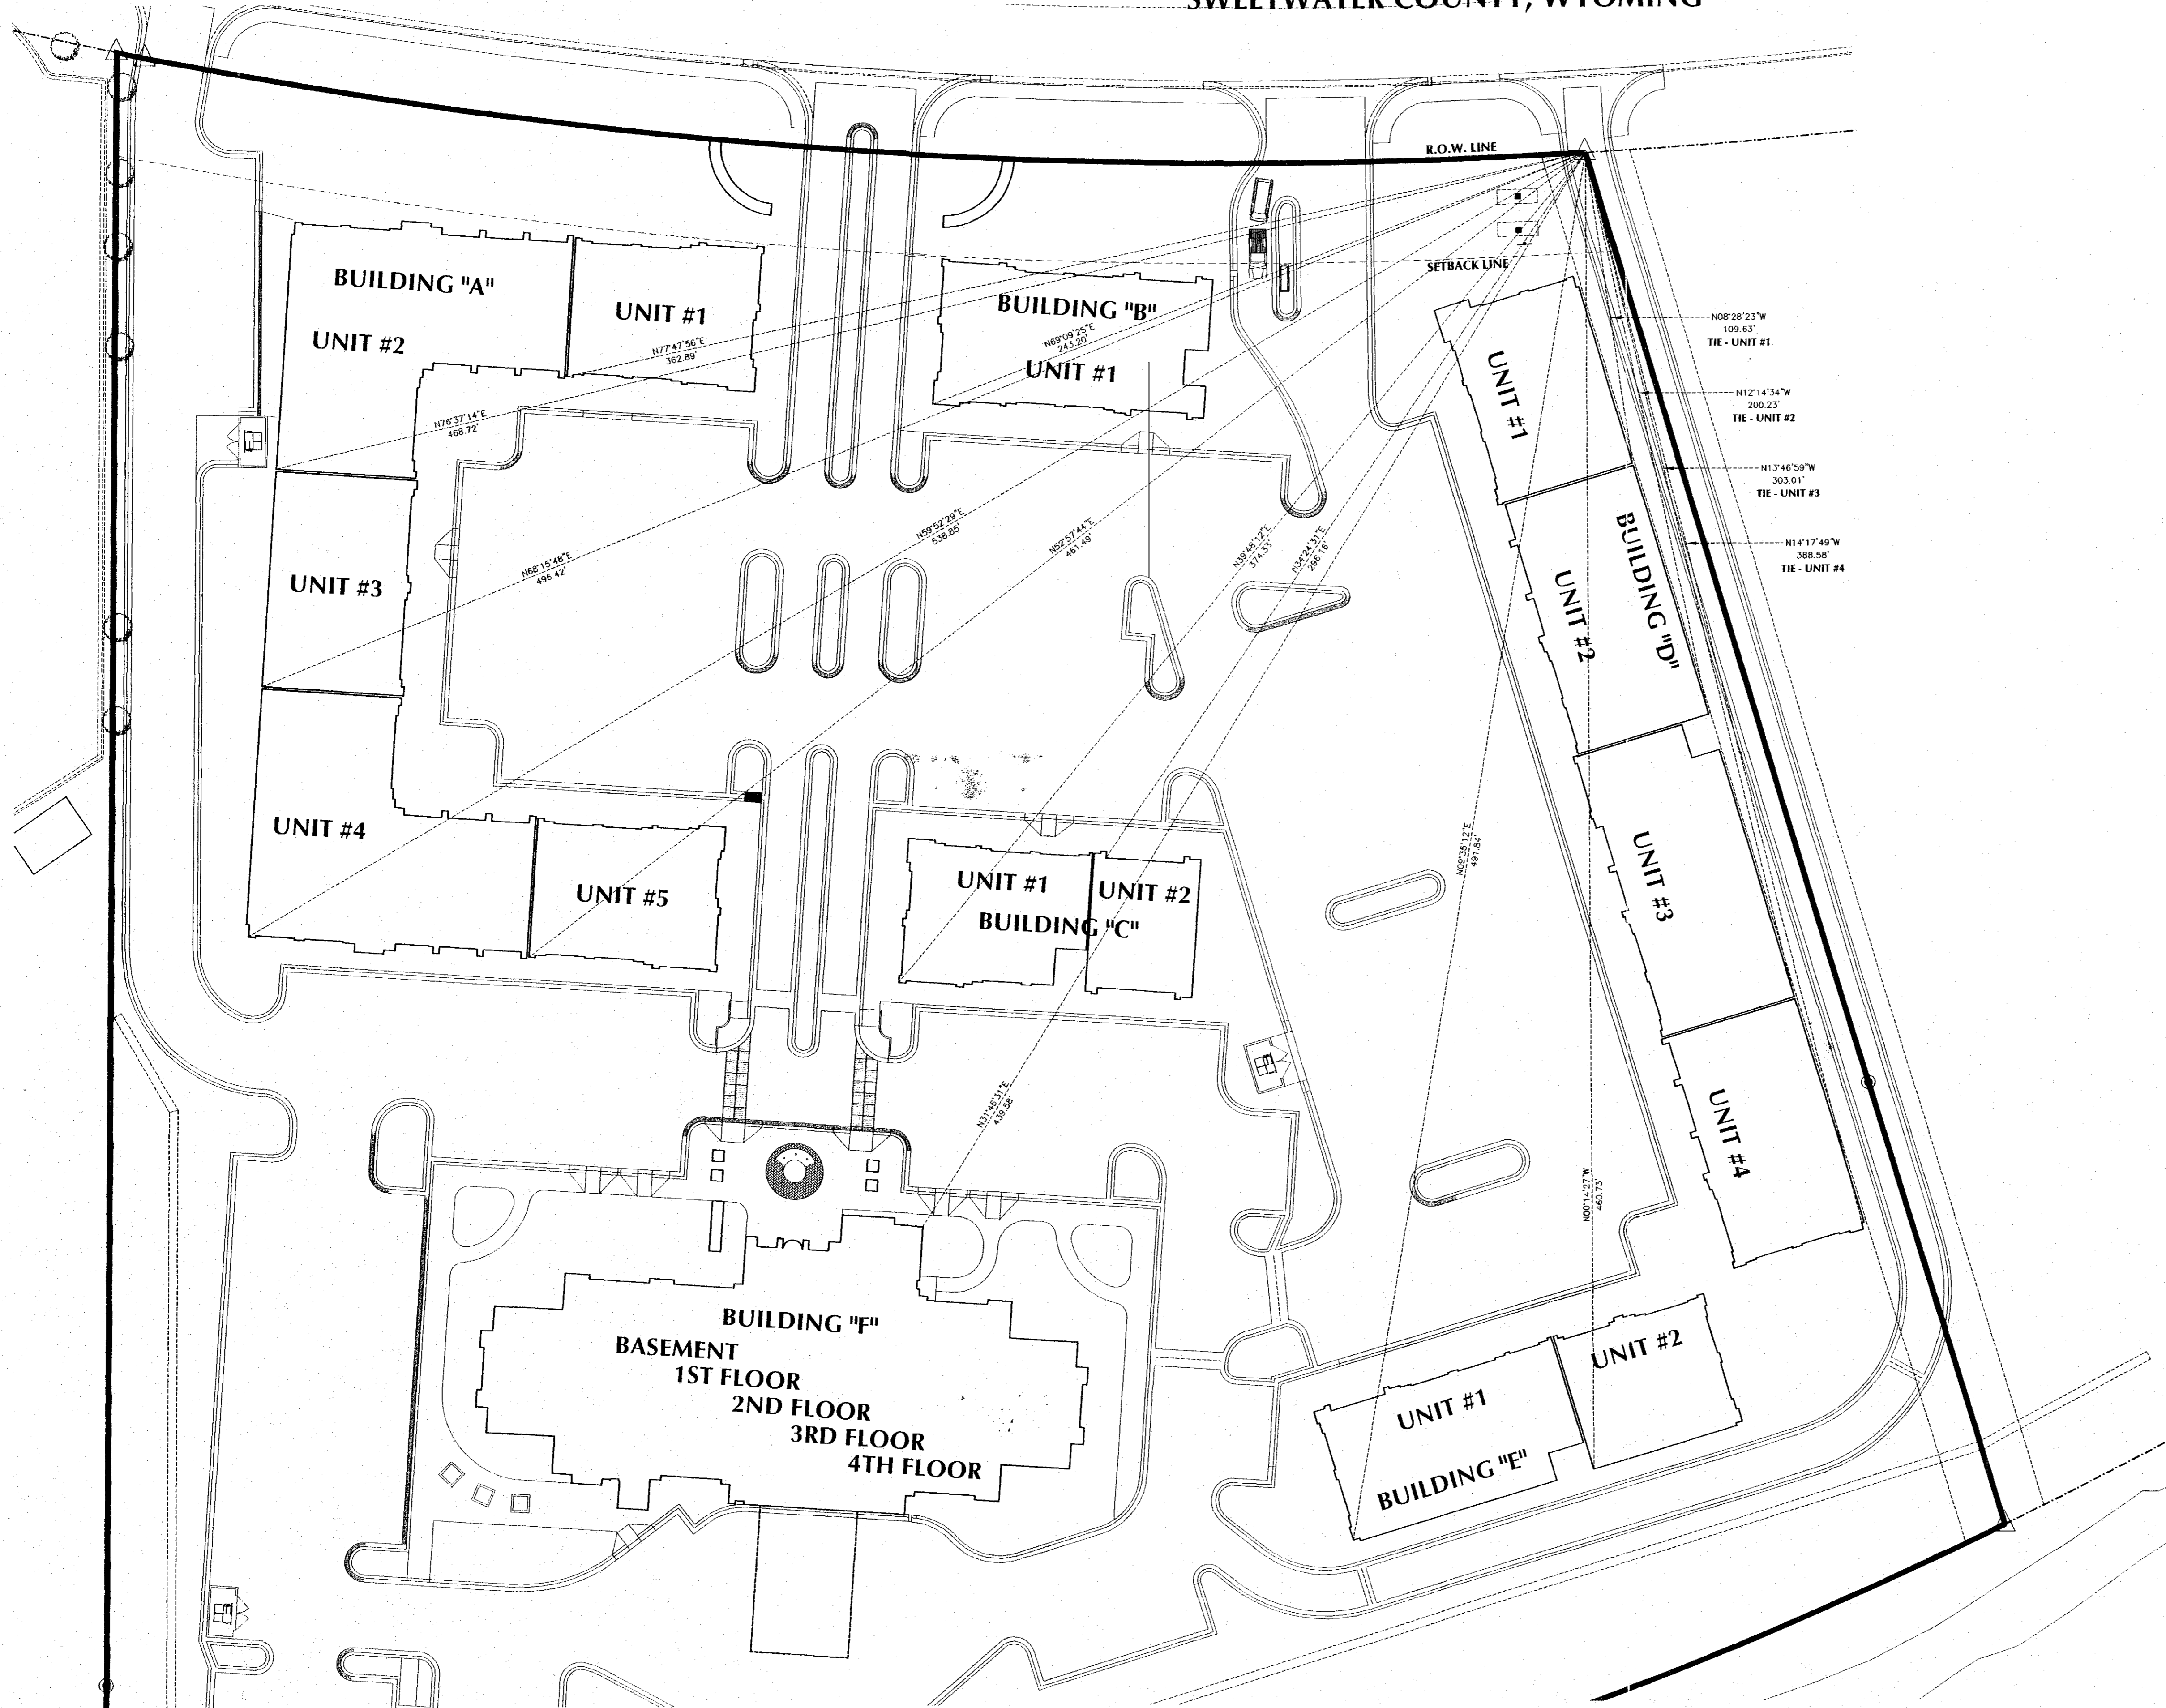 SWEETWATER COUNTY, WYOMING
R.O.W. LINE
SETBACK LINE
BUILDING "A"
UNIT #2
UNIT #1
N77°47'56"E
362.89'
BUILDING "B"
N69°09'25"E
243.20'
UNIT #1
N08°28'23"W
109.63'
TIE - UNIT #1
N12°14'34"W
200.23'
TIE - UNIT #2
N13°46'59"W
303.01'
TIE - UNIT #3
N14°17'49"W
388.58'
TIE - UNIT #4
N76°37'14"E
468.72'
UNIT #3
N68°15'48"E
496.42'
N59°52'29"E
538.85'
N52°57'44"E
461.49'
N39°48'12"E
374.33'
N34°24'31"E
296.16'
UNIT #1
UNIT #2
BUILDING "D"
UNIT #3
UNIT #4
UNIT #4
UNIT #5
UNIT #1
UNIT #2
BUILDING "C"
N09°35'12"E
491.84'
N31°46'31"E
439.58'
N00°14'27"W
460.73'
BUILDING "F"
BASEMENT
1ST FLOOR
2ND FLOOR
3RD FLOOR
4TH FLOOR
UNIT #1
UNIT #2
BUILDING "E"